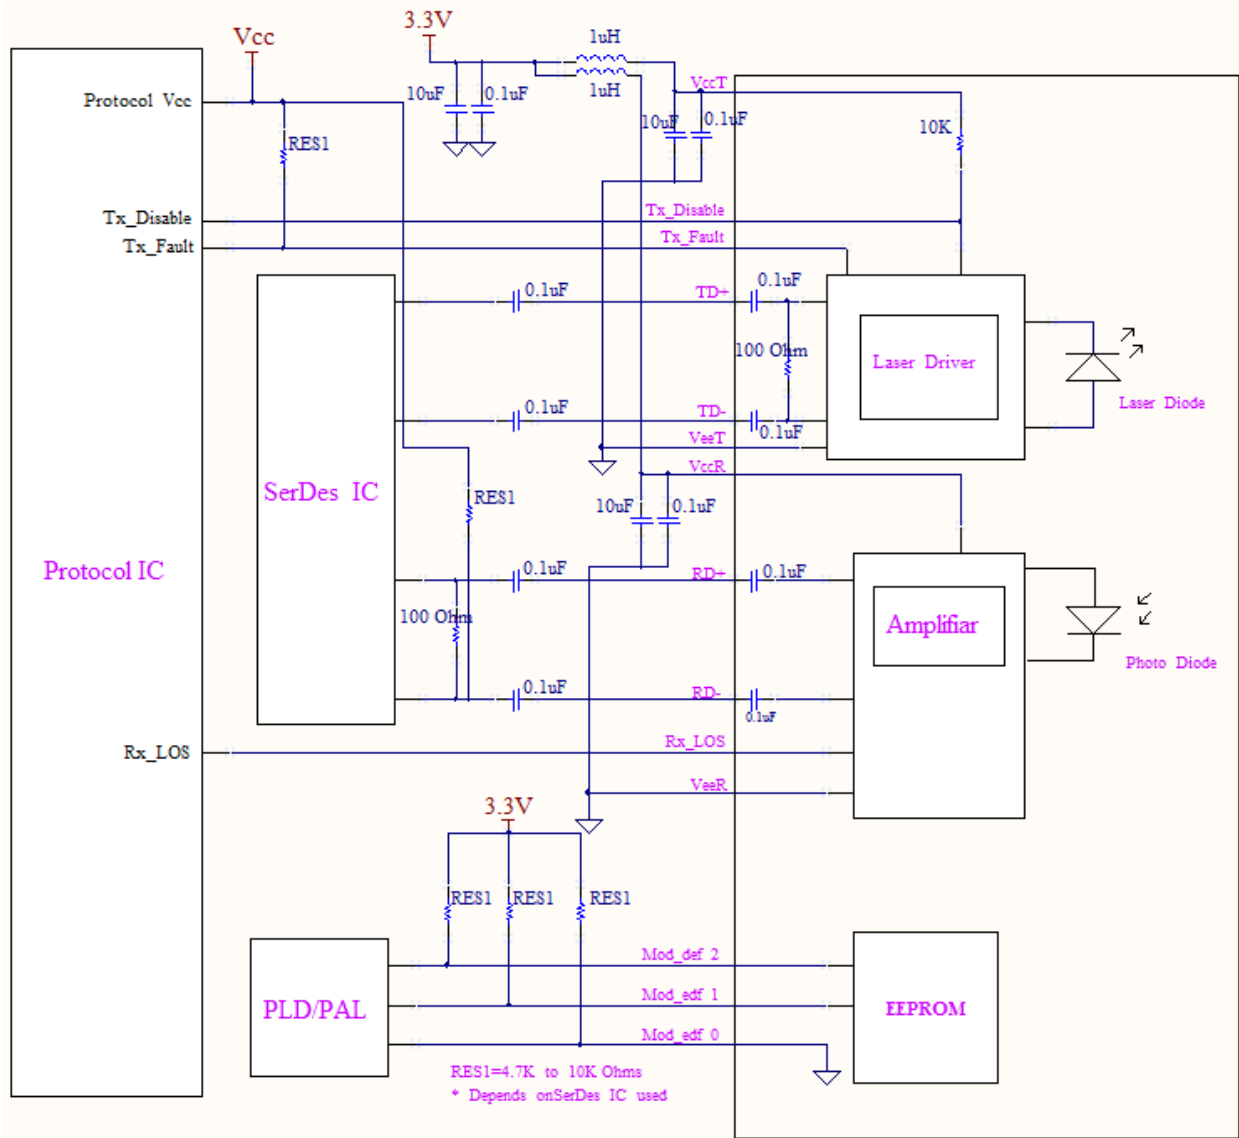 3.3V
Vcc
1uH
1uH
VccT
Protocol Vcc
10uF
0.1uF
10uF
0.1uF
10K
RES1
Tx_Disable
Tx_Disable
Tx_Fault
Tx_Fault
0.1uF
TD+
0.1uF
100 Ohm
Laser Driver
Laser Diode
0.1uF
TD-
0.1uF
VeeT
VccR
SerDes IC
RES1
10uF
0.1uF
Protocol IC
0.1uF
RD+
0.1uF
100 Ohm
Amplifiar
Photo Diode
0.1uF
RD-
0.1uF
Rx_LOS
Rx_LOS
VeeR
3.3V
RES1
RES1
RES1
Mod_def 2
PLD/PAL
Mod_edf 1
EEPROM
Mod_edf 0
RES1=4.7K to 10K Ohms
* Depends onSerDes IC used